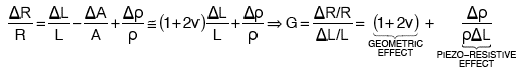 ΔR/R = ΔL/L − ΔA/A + Δρ/ρ ≅ (1+2ν) ΔL/L + Δρ/ρ ⇒ G = (ΔR/R)/(ΔL/L) = (1+2ν) + Δρ/(ρΔL)
GEOMETRIC
EFFECT
PIEZO-RESISTIVE
EFFECT